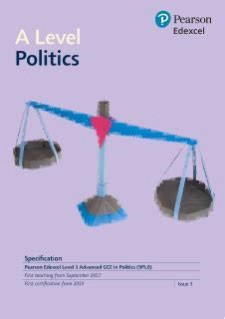 Pearson
Edexcel
A Level
Politics
Specification
Pearson Edexcel Level 3 Advanced GCE in Politics (9PL0)
First teaching from September 2017
First certification from 2019
Issue 3